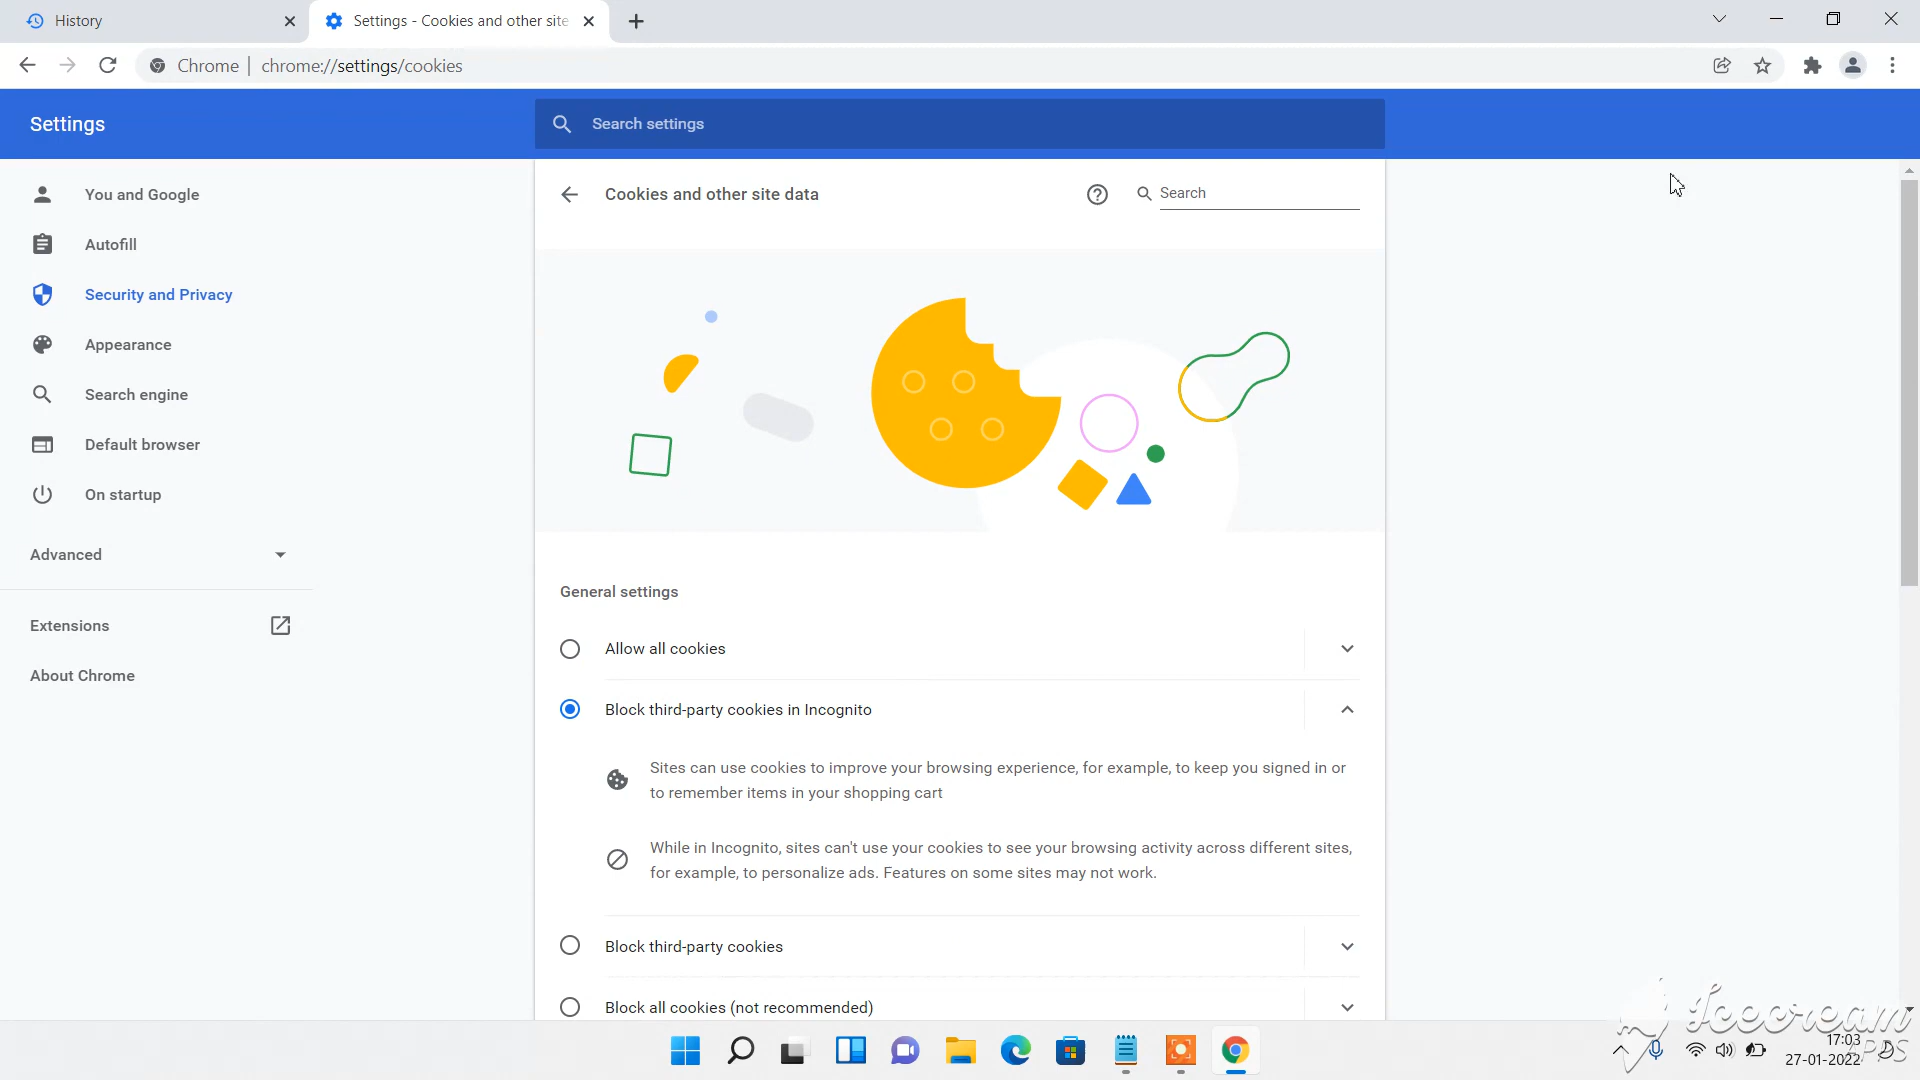 History
Settings - Cookies and other site
Chrome | chrome://settings/cookies
Settings
Search settings
You and Google
Autofill
Security and Privacy
Appearance
Search engine
Default browser
On startup
Advanced
Extensions
About Chrome
Cookies and other site data
Search
General settings
Allow all cookies
Block third-party cookies in Incognito
Sites can use cookies to improve your browsing experience, for example, to keep you signed in or
to remember items in your shopping cart
While in Incognito, sites can't use your cookies to see your browsing activity across different sites,
for example, to personalize ads. Features on some sites may not work.
Block third-party cookies
Block all cookies (not recommended)
Icecream
APPS
17:03
27-01-2022